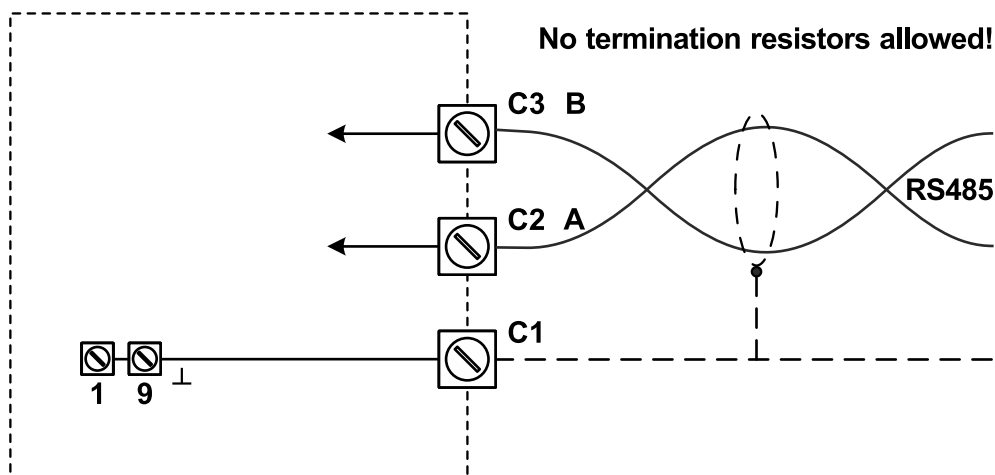 No termination resistors allowed!
C3 B
RS485
C2 A
C1
1 9 ⊥